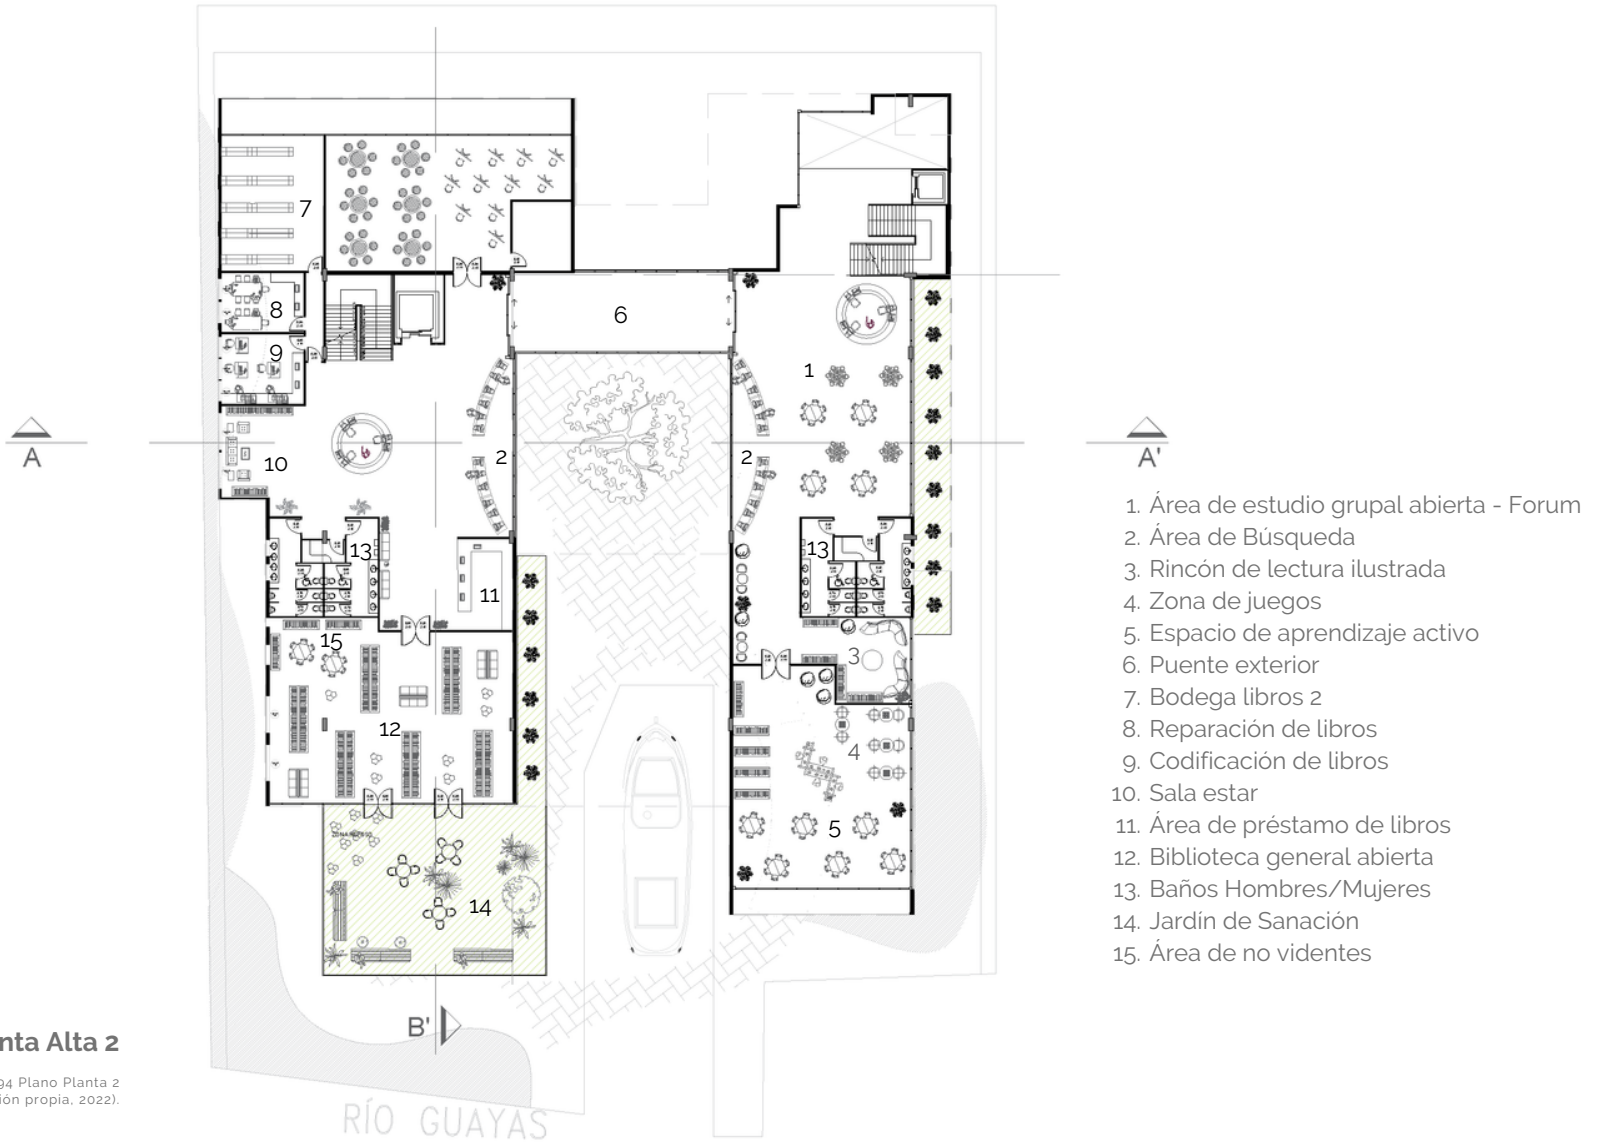 7
8
6
9
1
A
10
2
2
A'
13
13
11
15
3
12
4
5
14
B'
RÍO GUAYAS
1. Área de estudio grupal abierta - Forum
2. Área de Búsqueda
3. Rincón de lectura ilustrada
4. Zona de juegos
5. Espacio de aprendizaje activo
6. Puente exterior
7. Bodega libros 2
8. Reparación de libros
9. Codificación de libros
10. Sala estar
11. Área de préstamo de libros
12. Biblioteca general abierta
13. Baños Hombres/Mujeres
14. Jardín de Sanación
15. Área de no videntes
nta Alta 2
94 Plano Planta 2
ión propia, 2022).